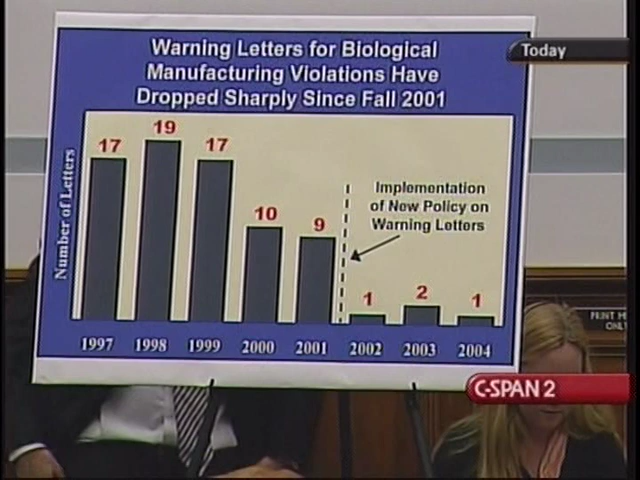 Warning Letters for Biological
Manufacturing Violations Have
Dropped Sharply Since Fall 2001
Today
Number of Letters
17
19
17
10
9
1
2
1
Implementation
of New Policy on
Warning Letters
1997 1998 1999 2000 2001 2002 2003 2004
PRINT
ONLY
C-SPAN 2